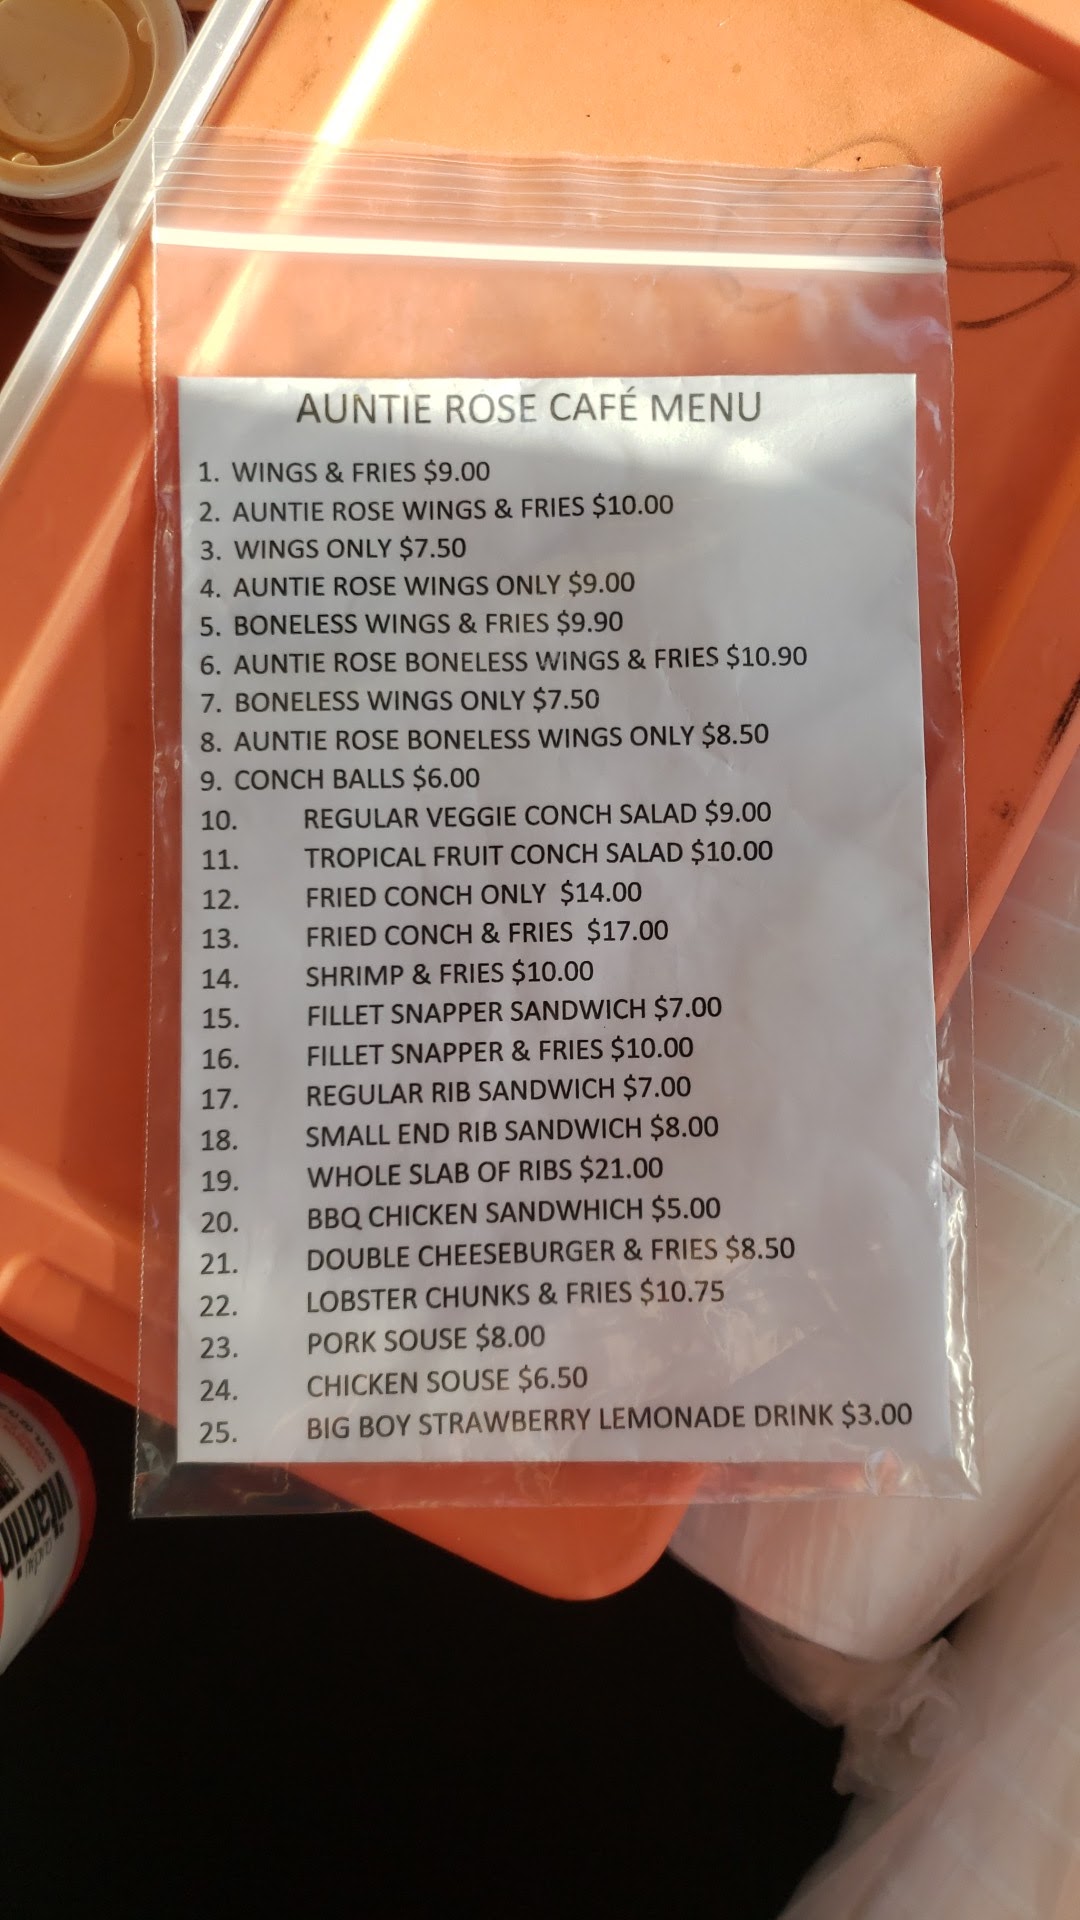 AUNTIE ROSE CAFÉ MENU
1. WINGS & FRIES $9.00
2. AUNTIE ROSE WINGS & FRIES $10.00
3. WINGS ONLY $7.50
4. AUNTIE ROSE WINGS ONLY $9.00
5. BONELESS WINGS & FRIES $9.90
6. AUNTIE ROSE BONELESS WINGS & FRIES $10.90
7. BONELESS WINGS ONLY $7.50
8. AUNTIE ROSE BONELESS WINGS ONLY $8.50
9. CONCH BALLS $6.00
10. REGULAR VEGGIE CONCH SALAD $9.00
11. TROPICAL FRUIT CONCH SALAD $10.00
12. FRIED CONCH ONLY $14.00
13. FRIED CONCH & FRIES $17.00
14. SHRIMP & FRIES $10.00
15. FILLET SNAPPER SANDWICH $7.00
16. FILLET SNAPPER & FRIES $10.00
17. REGULAR RIB SANDWICH $7.00
18. SMALL END RIB SANDWICH $8.00
19. WHOLE SLAB OF RIBS $21.00
20. BBQ CHICKEN SANDWHICH $5.00
21. DOUBLE CHEESEBURGER & FRIES $8.50
22. LOBSTER CHUNKS & FRIES $10.75
23. PORK SOUSE $8.00
24. CHICKEN SOUSE $6.50
25. BIG BOY STRAWBERRY LEMONADE DRINK $3.00
vitamin